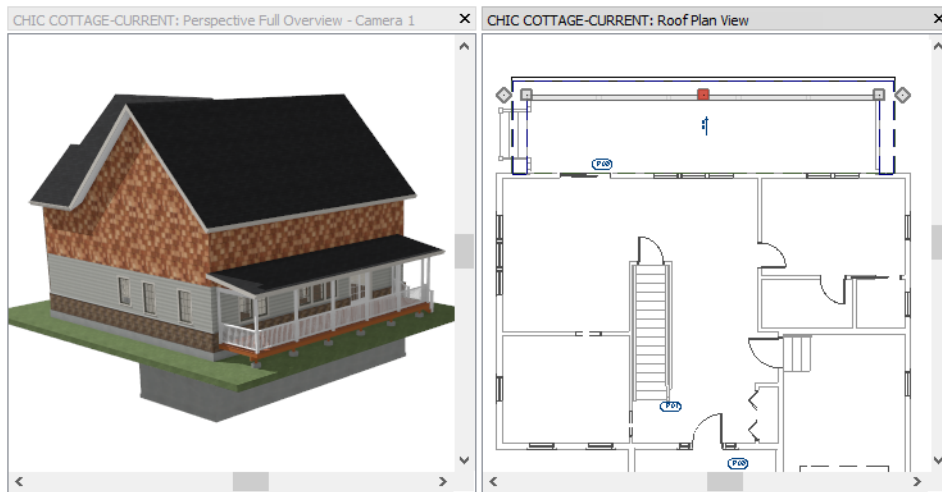 CHIC COTTAGE-CURRENT: Perspective Full Overview - Camera 1
CHIC COTTAGE-CURRENT: Roof Plan View